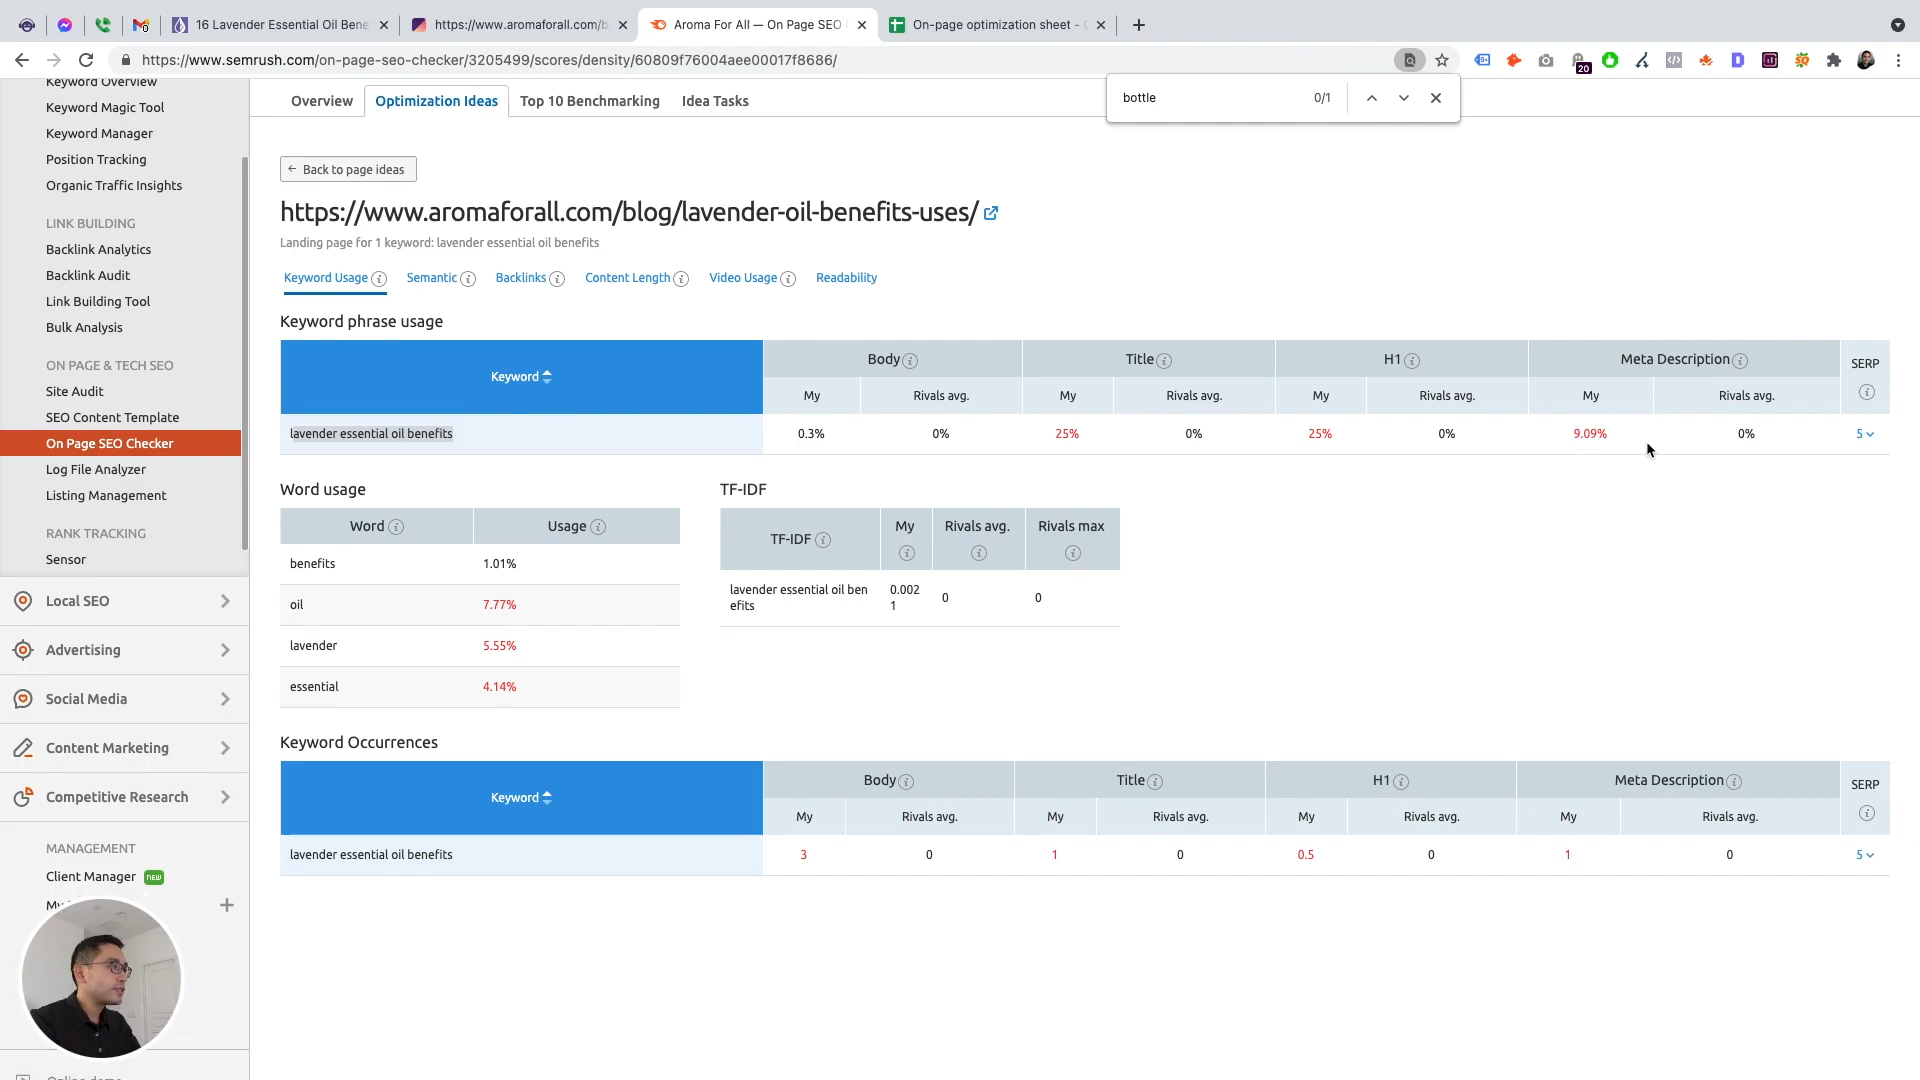 16 Lavender Essential Oil Bene
https://www.aromaforall.com/b
Aroma For All — On Page SEO
On-page optimization sheet -
https://www.semrush.com/on-page-seo-checker/3205499/scores/density/60809f76004aee00017f8686/
20
bottle
0/1
Keyword Overview
Keyword Magic Tool
Keyword Manager
Position Tracking
Organic Traffic Insights
LINK BUILDING
Backlink Analytics
Backlink Audit
Link Building Tool
Bulk Analysis
ON PAGE & TECH SEO
Site Audit
SEO Content Template
On Page SEO Checker
Log File Analyzer
Listing Management
RANK TRACKING
Sensor
Local SEO
Advertising
Social Media
Content Marketing
Competitive Research
MANAGEMENT
Client Manager NEW
My
Overview Optimization Ideas Top 10 Benchmarking Idea Tasks
← Back to page ideas
https://www.aromaforall.com/blog/lavender-oil-benefits-uses/
Landing page for 1 keyword: lavender essential oil benefits
Keyword Usage i Semantic i Backlinks i Content Length i Video Usage i Readability
Keyword phrase usage
Keyword Body i Title i H1 i Meta Description i SERP i
My Rivals avg. My Rivals avg. My Rivals avg. My Rivals avg.
lavender essential oil benefits 0.3% 0% 25% 0% 25% 0% 9.09% 0% 5
Word usage
Word i Usage i
benefits 1.01%
oil 7.77%
lavender 5.55%
essential 4.14%
TF-IDF
TF-IDF i My i Rivals avg. i Rivals max i
lavender essential oil ben
efits
0.002
1
0
0
Keyword Occurrences
Keyword Body i Title i H1 i Meta Description i SERP i
My Rivals avg. My Rivals avg. My Rivals avg. My Rivals avg.
lavender essential oil benefits 3 0 1 0 0.5 0 1 0 5